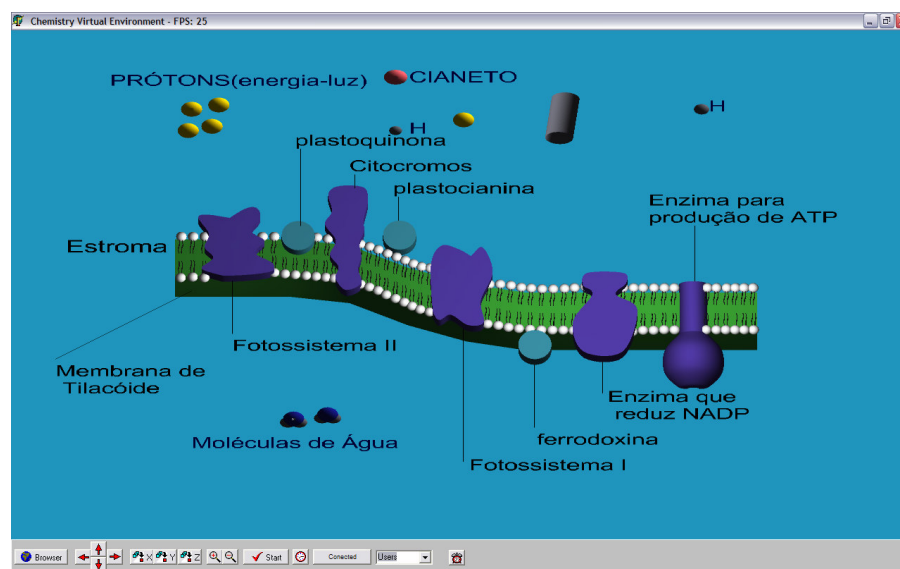 Chemistry Virtual Environment - FPS: 25
PRÓTONS(energia-luz)
CIANETO
H
H
plastoquinona
Citocromos
plastocianina
Enzima para
produção de ATP
Estroma
Fotossistema II
Membrana de
Tilacóide
Enzima que
reduz NADP
Moléculas de Água
ferrodoxina
Fotossistema I
Browser
X
Y
Z
Start
Conected
Users